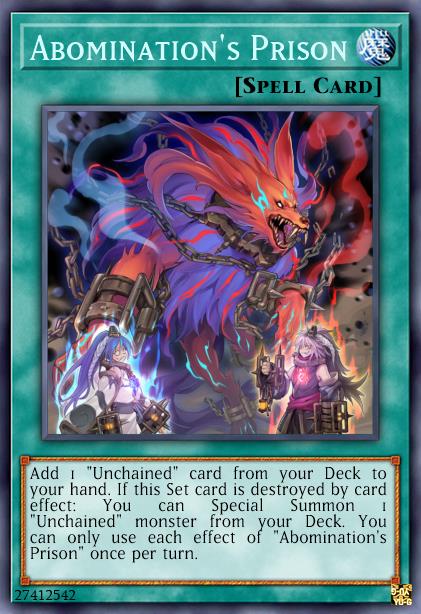 Abomination's Prison
[Spell Card]
Add 1 "Unchained" card from your Deck to
your hand. If this Set card is destroyed by card
effect: You can Special Summon 1
"Unchained" monster from your Deck. You
can only use each effect of "Abomination's
Prison" once per turn.
27412542